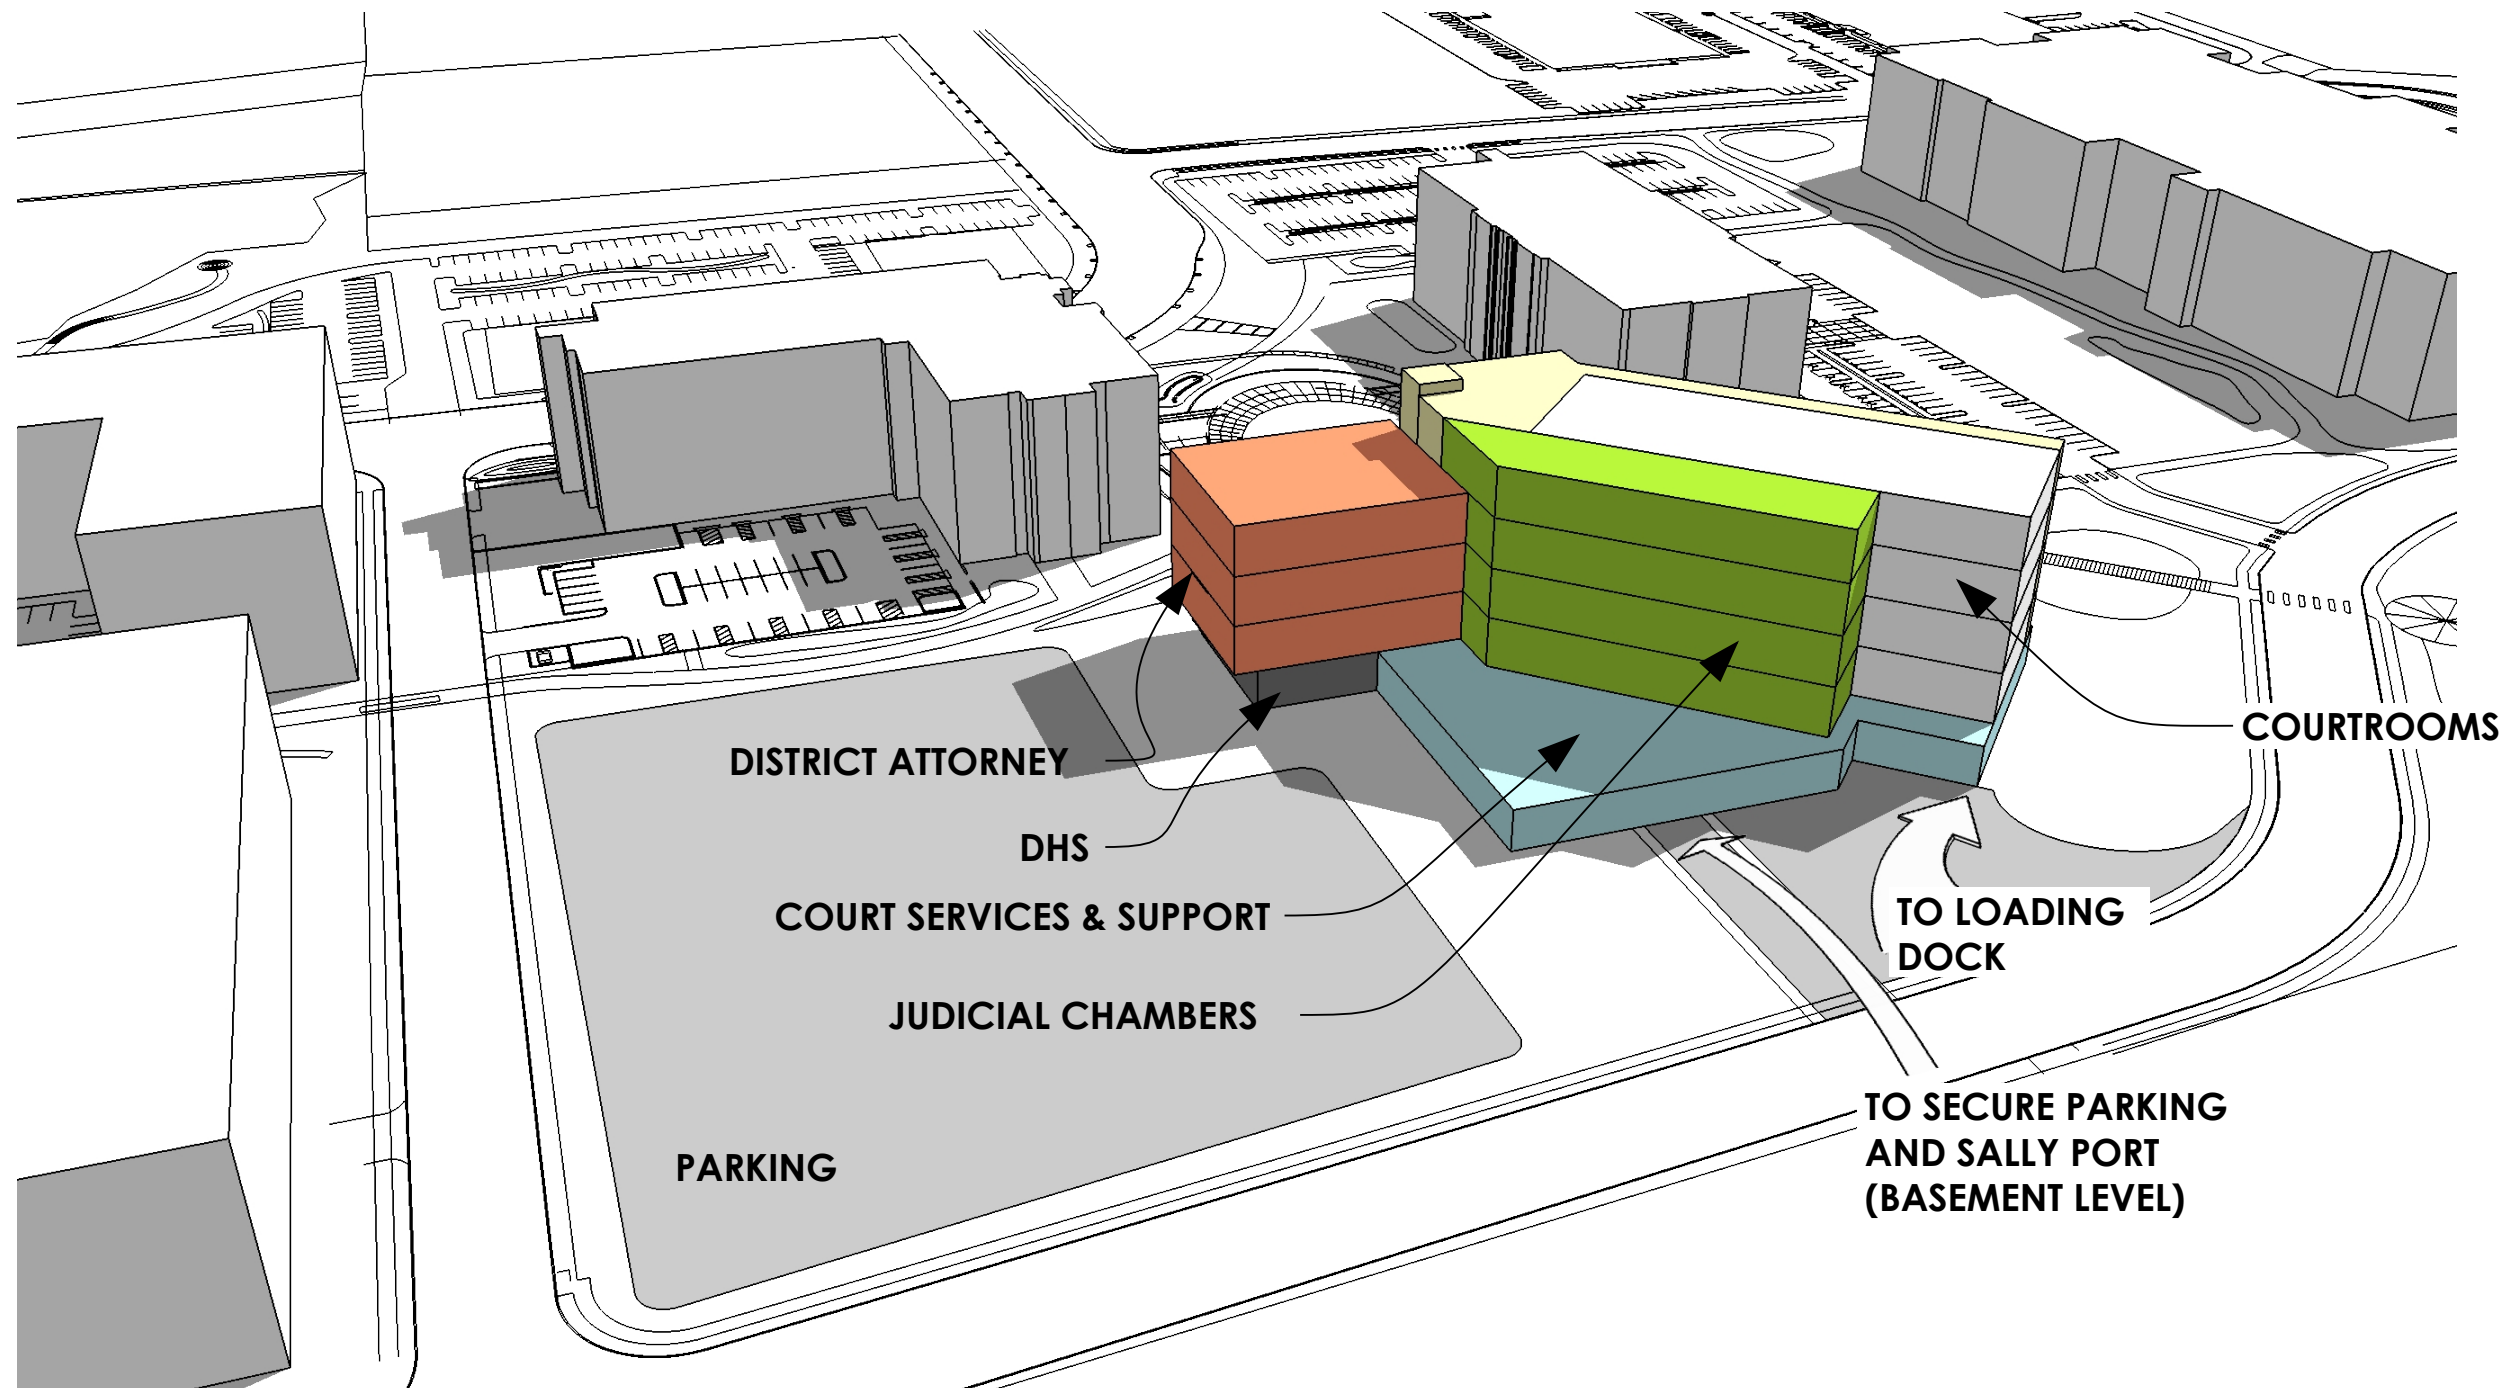 COURTROOMS
DISTRICT ATTORNEY
DHS
COURT SERVICES & SUPPORT
TO LOADING
DOCK
JUDICIAL CHAMBERS
TO SECURE PARKING
AND SALLY PORT
(BASEMENT LEVEL)
PARKING